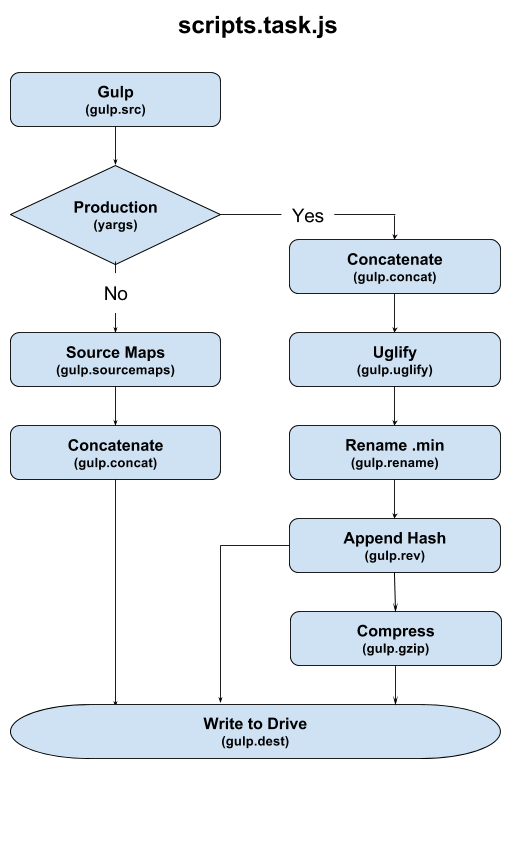 scripts.task.js
Gulp
(gulp.src)
Production
(yargs)
Yes
No
Concatenate
(gulp.concat)
Source Maps
(gulp.sourcemaps)
Uglify
(gulp.uglify)
Concatenate
(gulp.concat)
Rename .min
(gulp.rename)
Append Hash
(gulp.rev)
Compress
(gulp.gzip)
Write to Drive
(gulp.dest)